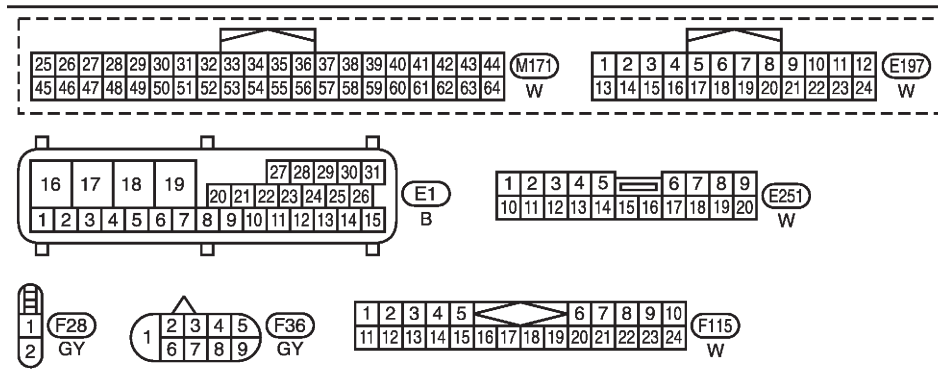 25 26 27 28 29 30 31 32 33 34 35 36 37 38 39 40 41 42 43 44 M171
45 46 47 48 49 50 51 52 53 54 55 56 57 58 59 60 61 62 63 64 W
1 2 3 4 5 6 7 8 9 10 11 12 E197
13 14 15 16 17 18 19 20 21 22 23 24 W
27 28 29 30 31
16 17 18 19
20 21 22 23 24 25 26 E1
1 2 3 4 5 6 7 8 9 10 11 12 13 14 15 B
1 2 3 4 5 6 7 8 9 E251
10 11 12 13 14 15 16 17 18 19 20 W
1 F28
2 GY
1 2 3 4 5 F36
6 7 8 9 GY
1 2 3 4 5 6 7 8 9 10 F115
11 12 13 14 15 16 17 18 19 20 21 22 23 24 W